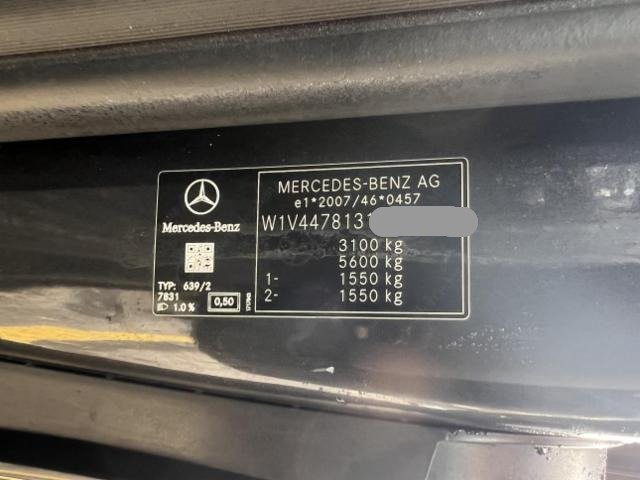 Mercedes-Benz
TYP: 639/2
7831
1.0 %
0,50
MERCEDES-BENZ AG
e1*2007/46*0457
W1V4478131
3100 kg
5600 kg
1- 1550 kg
2- 1550 kg